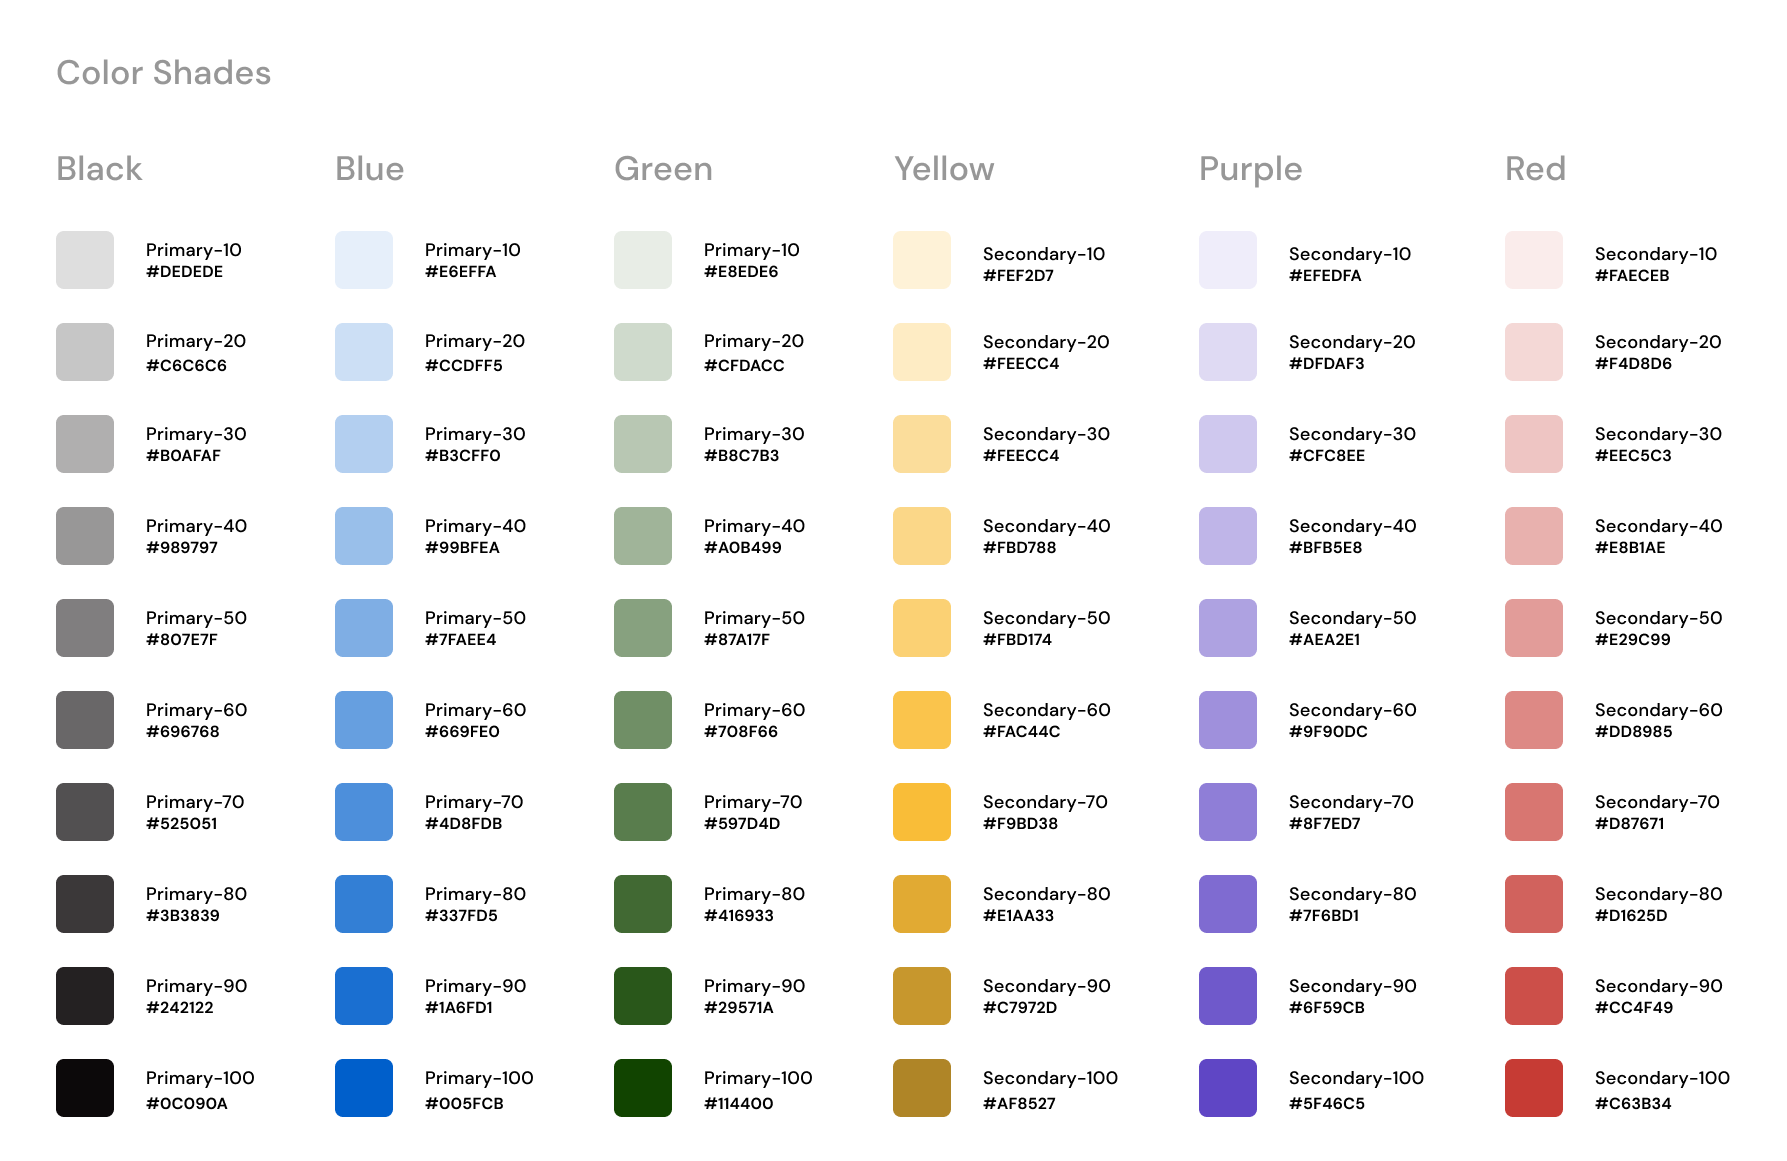 Color Shades
Black
Primary-10
#DEDEDE
Primary-20
#C6C6C6
Primary-30
#B0AFAF
Primary-40
#989797
Primary-50
#807E7F
Primary-60
#696768
Primary-70
#525051
Primary-80
#3B3839
Primary-90
#242122
Primary-100
#0C090A
Blue
Primary-10
#E6EFFA
Primary-20
#CCDFF5
Primary-30
#B3CFF0
Primary-40
#99BFEA
Primary-50
#7FAEE4
Primary-60
#669FE0
Primary-70
#4D8FDB
Primary-80
#337FD5
Primary-90
#1A6FD1
Primary-100
#005FCB
Green
Primary-10
#E8EDE6
Primary-20
#CFDACC
Primary-30
#B8C7B3
Primary-40
#A0B499
Primary-50
#87A17F
Primary-60
#708F66
Primary-70
#597D4D
Primary-80
#416933
Primary-90
#29571A
Primary-100
#114400
Yellow
Secondary-10
#FEF2D7
Secondary-20
#FEECC4
Secondary-30
#FEECC4
Secondary-40
#FBD788
Secondary-50
#FBD174
Secondary-60
#FAC44C
Secondary-70
#F9BD38
Secondary-80
#E1AA33
Secondary-90
#C7972D
Secondary-100
#AF8527
Purple
Secondary-10
#EFEDFA
Secondary-20
#DFDAF3
Secondary-30
#CFC8EE
Secondary-40
#BFB5E8
Secondary-50
#AEA2E1
Secondary-60
#9F90DC
Secondary-70
#8F7ED7
Secondary-80
#7F6BD1
Secondary-90
#6F59CB
Secondary-100
#5F46C5
Red
Secondary-10
#FAECEB
Secondary-20
#F4D8D6
Secondary-30
#EEC5C3
Secondary-40
#E8B1AE
Secondary-50
#E29C99
Secondary-60
#DD8985
Secondary-70
#D87671
Secondary-80
#D1625D
Secondary-90
#CC4F49
Secondary-100
#C63B34